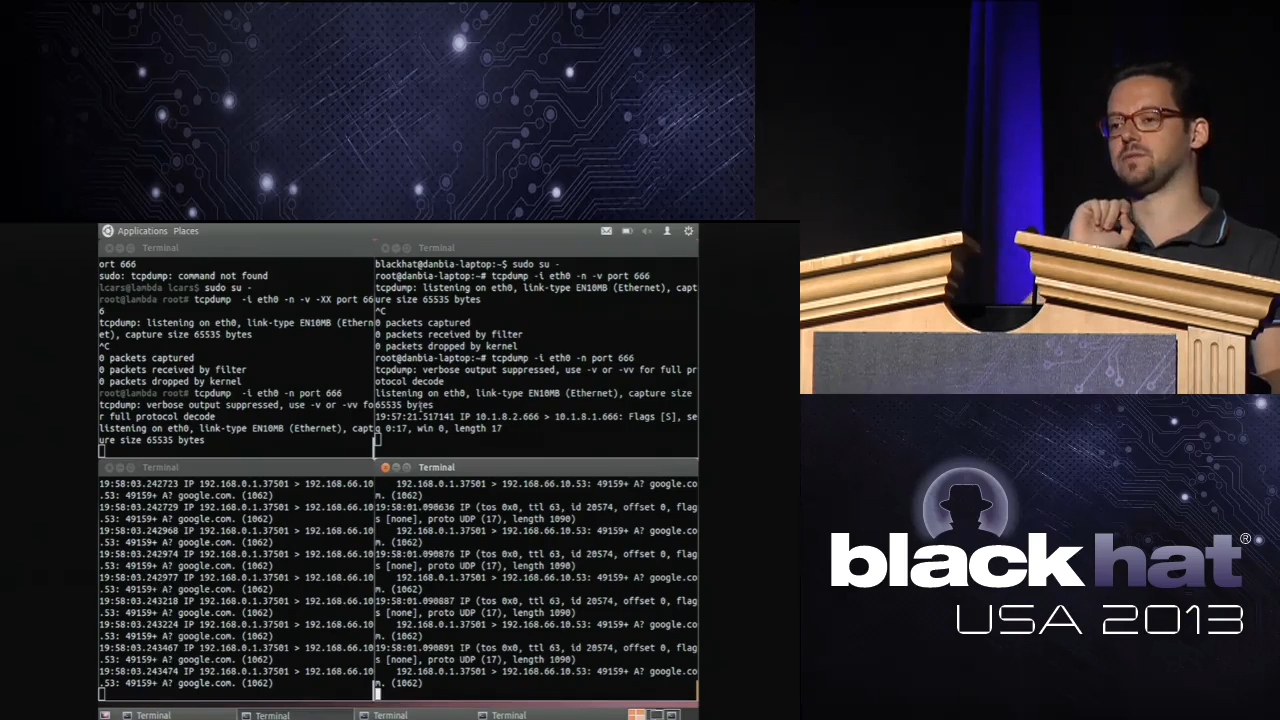 Applications Places
Terminal
ort 666
sudo: tcpdump: command not found
lcars@lambda lcars$ sudo su -
root@lambda root# tcpdump  -i eth0 -n -v -XX port 66
6
tcpdump: listening on eth0, link-type EN10MB (Ethern
et), capture size 65535 bytes
^C
0 packets captured
0 packets received by filter
0 packets dropped by kernel
root@lambda root# tcpdump  -i eth0 -n port 666
tcpdump: verbose output suppressed, use -v or -vv fo
r full protocol decode
listening on eth0, link-type EN10MB (Ethernet), capt
ure size 65535 bytes
Terminal
blackhat@danbia-laptop:~$ sudo su -
root@danbia-laptop:~# tcpdump -i eth0 -n -v port 666
tcpdump: listening on eth0, link-type EN10MB (Ethernet), capt
ure size 65535 bytes
^C
0 packets captured
0 packets received by filter
0 packets dropped by kernel
root@danbia-laptop:~# tcpdump -i eth0 -n port 666
tcpdump: verbose output suppressed, use -v or -vv for full pr
otocol decode
listening on eth0, link-type EN10MB (Ethernet), capture size
65535 bytes
19:57:21.517141 IP 10.1.8.2.666 > 10.1.8.1.666: Flags [S], se
q 0:17, win 0, length 17
Terminal
19:58:03.242723 IP 192.168.0.1.37501 > 192.168.66.10
.53: 49159+ A? google.com. (1062)
19:58:03.242729 IP 192.168.0.1.37501 > 192.168.66.10
.53: 49159+ A? google.com. (1062)
19:58:03.242968 IP 192.168.0.1.37501 > 192.168.66.10
.53: 49159+ A? google.com. (1062)
19:58:03.242974 IP 192.168.0.1.37501 > 192.168.66.10
.53: 49159+ A? google.com. (1062)
19:58:03.242977 IP 192.168.0.1.37501 > 192.168.66.10
.53: 49159+ A? google.com. (1062)
19:58:03.243218 IP 192.168.0.1.37501 > 192.168.66.10
.53: 49159+ A? google.com. (1062)
19:58:03.243224 IP 192.168.0.1.37501 > 192.168.66.10
.53: 49159+ A? google.com. (1062)
19:58:03.243467 IP 192.168.0.1.37501 > 192.168.66.10
.53: 49159+ A? google.com. (1062)
19:58:03.243474 IP 192.168.0.1.37501 > 192.168.66.10
.53: 49159+ A? google.com. (1062)
Terminal
192.168.0.1.37501 > 192.168.66.10.53: 49159+ A? google.co
m. (1062)
19:58:01.090636 IP (tos 0x0, ttl 63, id 20574, offset 0, flag
s [none], proto UDP (17), length 1090)
192.168.0.1.37501 > 192.168.66.10.53: 49159+ A? google.co
m. (1062)
19:58:01.090876 IP (tos 0x0, ttl 63, id 20574, offset 0, flag
s [none], proto UDP (17), length 1090)
192.168.0.1.37501 > 192.168.66.10.53: 49159+ A? google.co
m. (1062)
19:58:01.090887 IP (tos 0x0, ttl 63, id 20574, offset 0, flag
s [none], proto UDP (17), length 1090)
192.168.0.1.37501 > 192.168.66.10.53: 49159+ A? google.co
m. (1062)
19:58:01.090891 IP (tos 0x0, ttl 63, id 20574, offset 0, flag
s [none], proto UDP (17), length 1090)
192.168.0.1.37501 > 192.168.66.10.53: 49159+ A? google.co
m. (1062)
Terminal
Terminal
Terminal
Terminal
black hat®
USA 2013